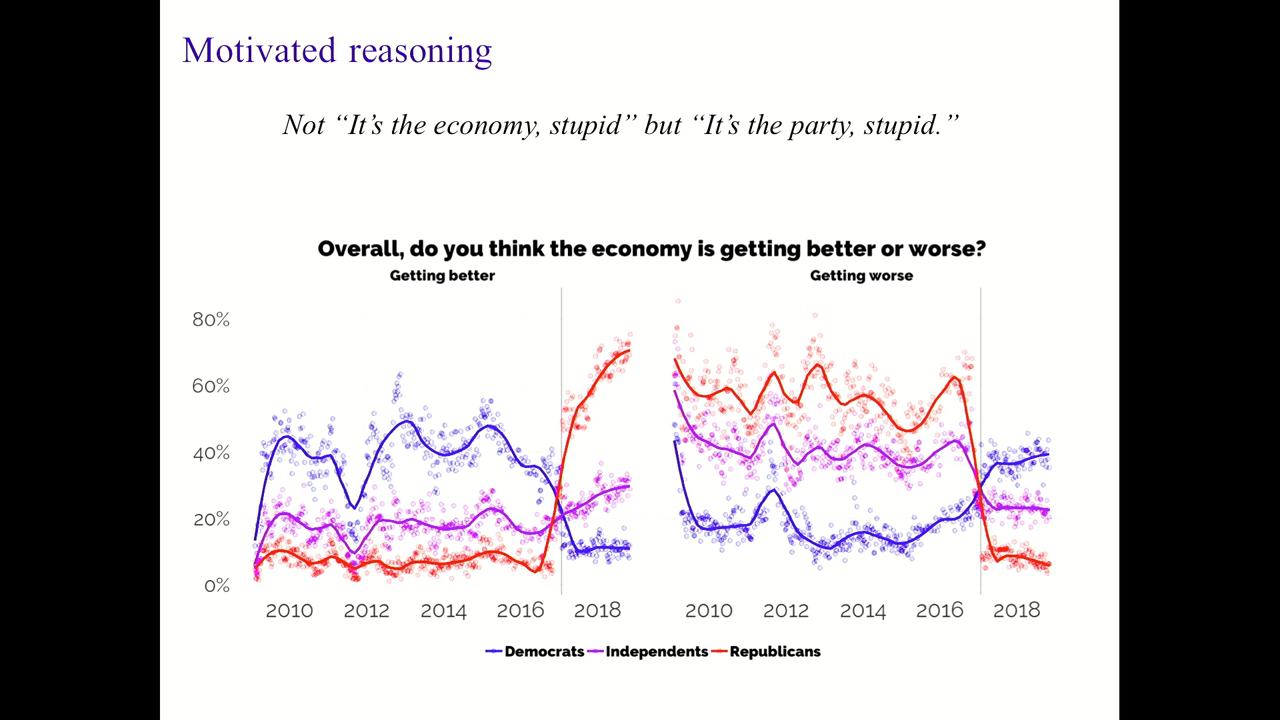 Motivated reasoning
Not “It’s the economy, stupid” but “It’s the party, stupid.”
Overall, do you think the economy is getting better or worse?
Getting better
Getting worse
80%
60%
40%
20%
0%
2010 2012 2014 2016 2018
2010 2012 2014 2016 2018
Democrats Independents Republicans